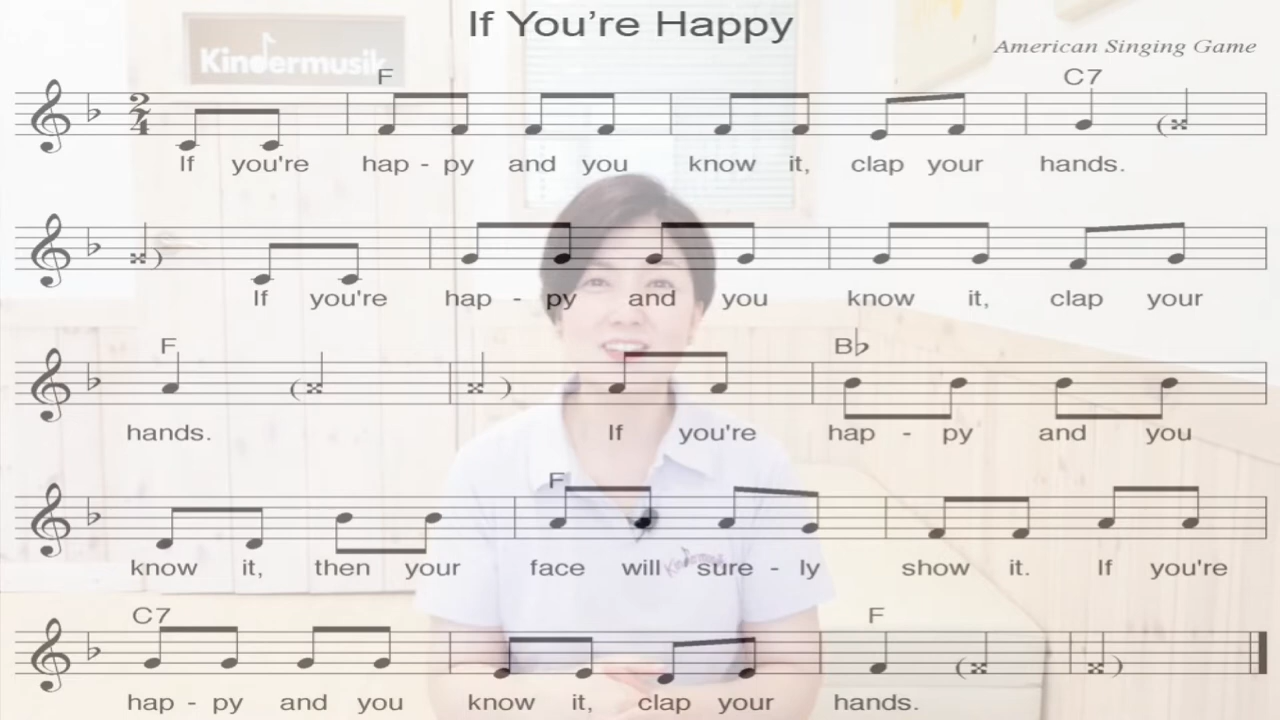 If You're Happy
Kindermusik
American Singing Game
F C7
2
4
If you're hap - py and you know it, clap your hands.
If you're hap - py and you know it, clap your
F B♭
hands. If you're hap - py and you
F
know it, then your face will sure - ly show it. If you're
C7 F
hap - py and you know it, clap your hands.